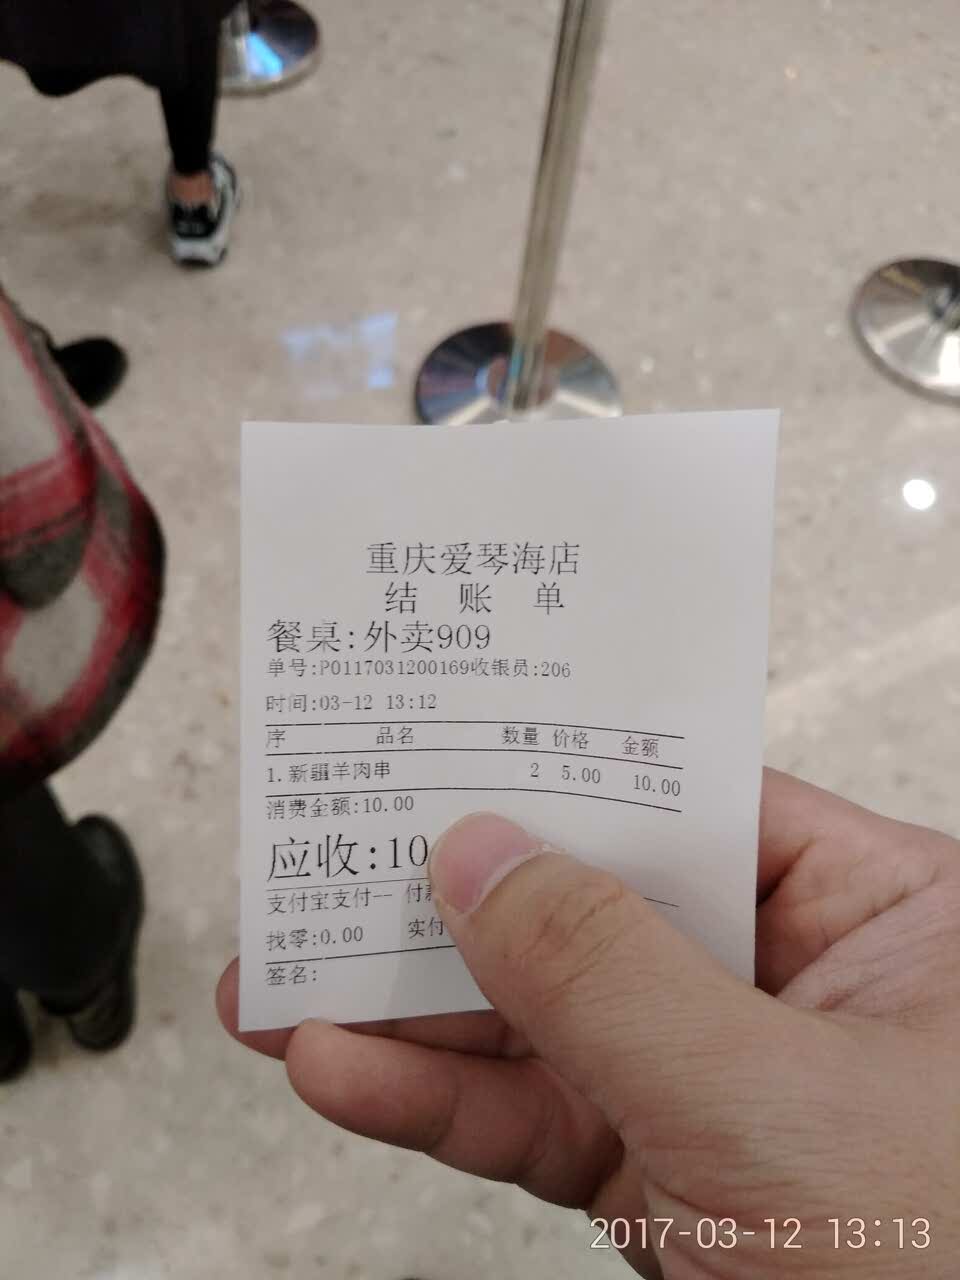 重庆爱琴海店
结 账 单
餐桌:外卖909
单号:P0117031200169收银员:206
时间:03-12 13:12
序 品名 数量 价格 金额
1.新疆羊肉串 2 5.00 10.00
消费金额:10.00
应收:10
支付宝支付-- 付款
找零:0.00 实付
签名:
2017-03-12 13:13